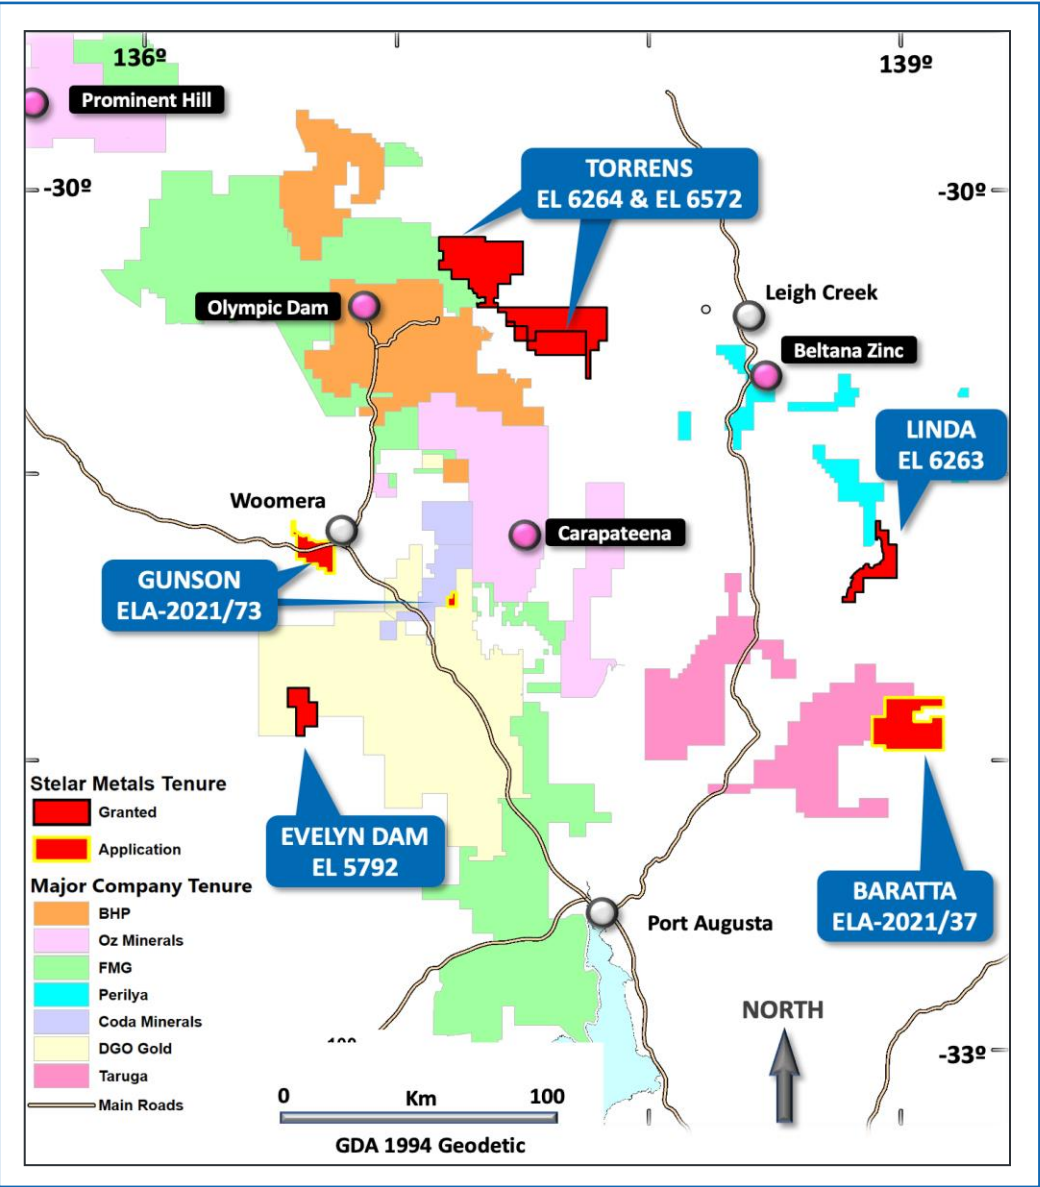 136º
139º
Prominent Hill
-30º
-30º
TORRENS
EL 6264 & EL 6572
Olympic Dam
Leigh Creek
Beltana Zinc
LINDA
EL 6263
Woomera
Carapateena
GUNSON
ELA-2021/73
EVELYN DAM
EL 5792
BARATTA
ELA-2021/37
Port Augusta
Stelar Metals Tenure
Granted
Application
Major Company Tenure
BHP
Oz Minerals
FMG
Perilya
Coda Minerals
DGO Gold
Taruga
Main Roads
NORTH
-33º
0 Km 100
GDA 1994 Geodetic